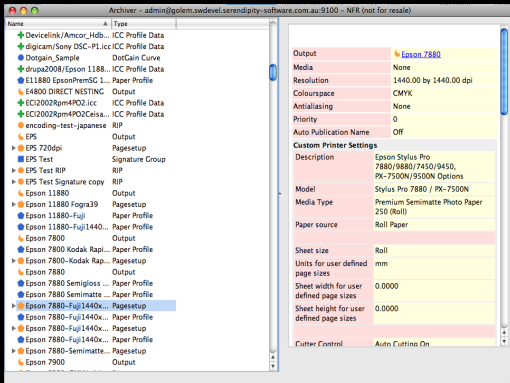 Archiver - admin@golem.swdevel.serendipity-software.com.au:9100 - NFR (not for resale)
Name Type
Devicelink/Amcor_Hdb... ICC Profile Data
digicam/Sony DSC-P1.icc ICC Profile Data
Dotgain_Sample DotGain Curve
drupa2008/Epson 1188... ICC Profile Data
E11880 EpsonPremSG 1... Paper Profile
E4800 DIRECT NESTING Output
ECI2002Rpm4PO2.icc ICC Profile Data
ECI2002Rpm4PO2Ceisa... ICC Profile Data
encoding-test-japanese RIP
EPS Output
EPS 720dpi Pagesetup
EPS Test Signature Group
EPS Test RIP RIP
EPS Test Signature copy RIP
Epson 11880 Output
Epson 11880 Fogra39 Pagesetup
Epson 11880-Fuji Paper Profile
Epson 11880-Fuji1440... Paper Profile
Epson 7800 Output
Epson 7800 Kodak Rapi... Paper Profile
Epson 7800-Kodak Rap... Pagesetup
Epson 7880 Output
Epson 7880 Semigloss ... Paper Profile
Epson 7880 Semimatte ... Paper Profile
Epson 7880-Fuji1440x... Pagesetup
Epson 7880-Fuji1440x... Paper Profile
Epson 7880-Fuji1440x... Pagesetup
Epson 7880-Fuji1440x... Paper Profile
Epson 7880-Semimatte... Pagesetup
Epson 7900 Output
Output Epson 7880
Media None
Resolution 1440.00 by 1440.00 dpi
Colourspace CMYK
Antialiasing None
Priority 0
Auto Publication Name Off
Custom Printer Settings
Description Epson Stylus Pro
7880/9880/7450/9450,
PX-7500N/9500N Options
Model Stylus Pro 7880 / PX-7500N
Media Type Premium Semimatte Photo Paper
250 (Roll)
Paper source Roll Paper
Sheet size Roll
Units for user defined mm
page sizes
Sheet width for user 0.0000
defined page sizes
Sheet height for user 0.0000
defined page sizes
Cutter Control Auto Cutting On